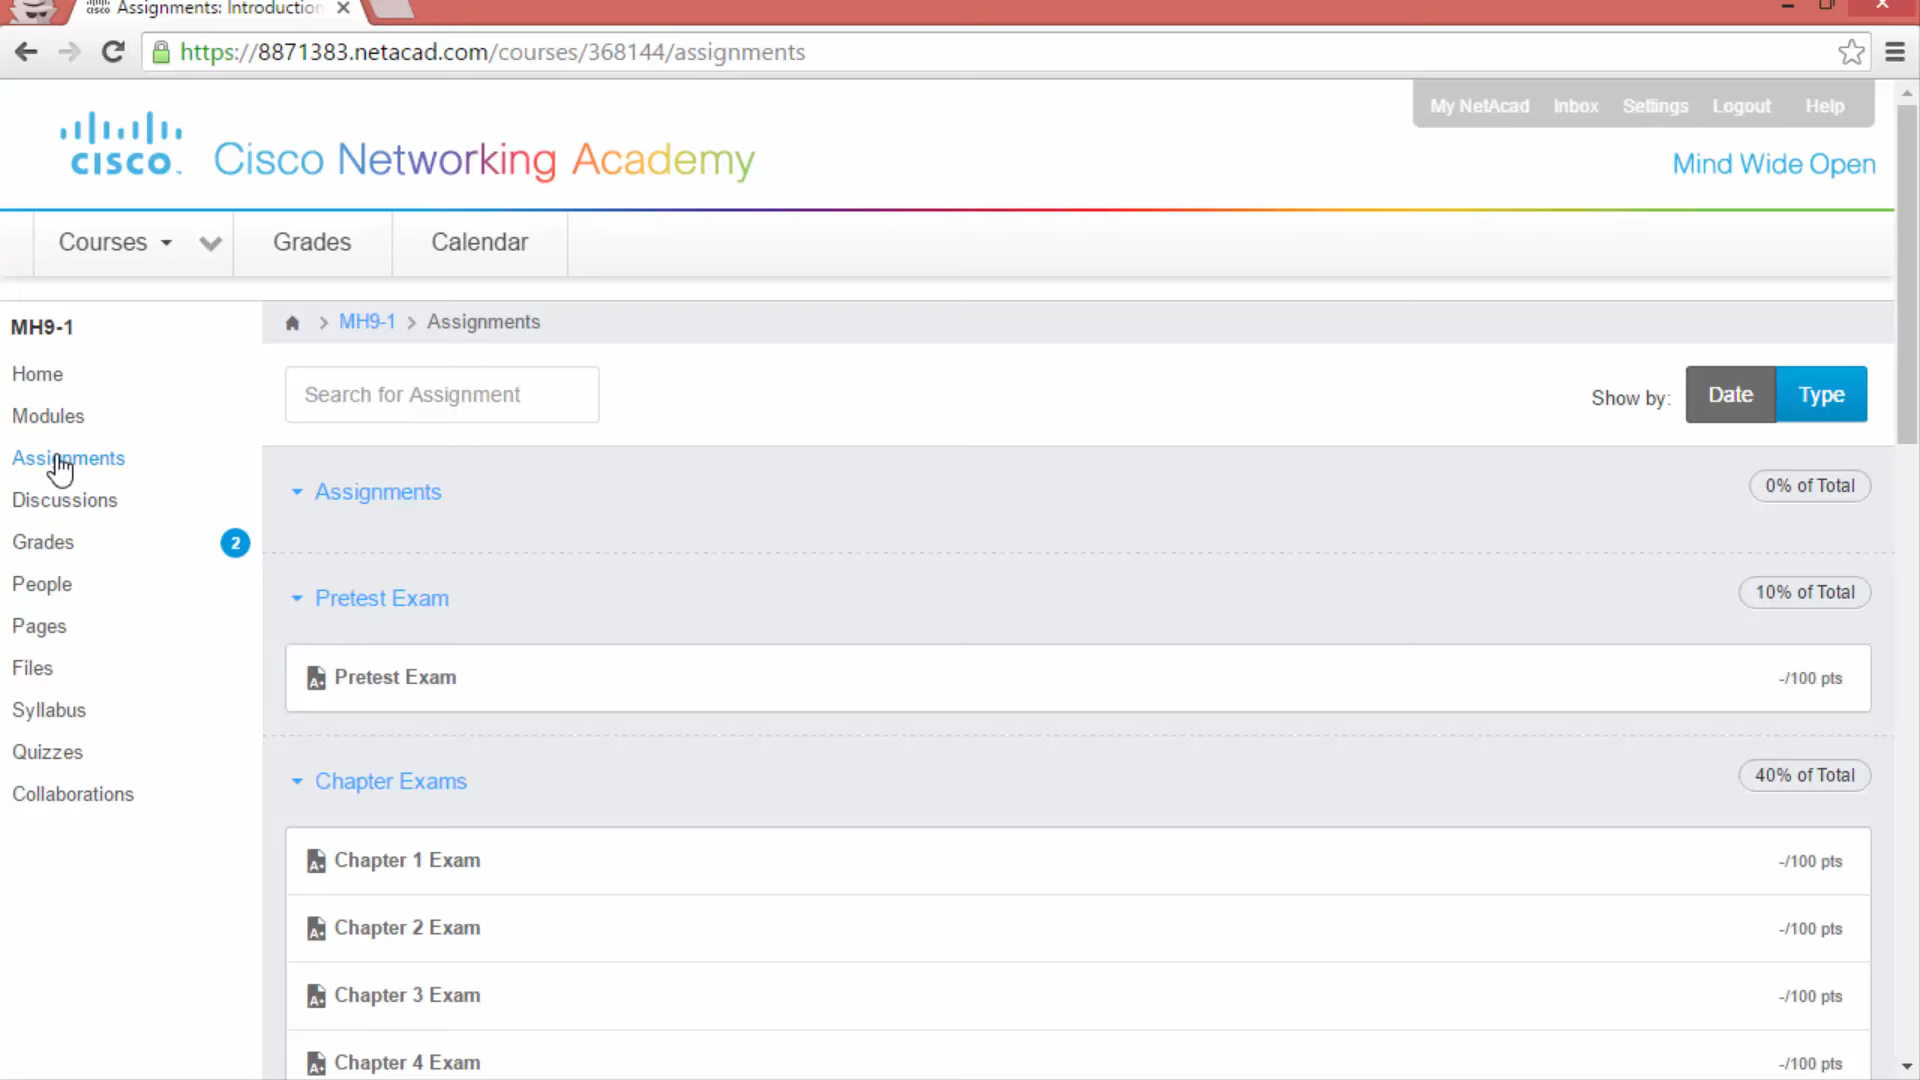 cisco Assignments: Introduction
https://8871383.netacad.com/courses/368144/assignments
My NetAcad Inbox Settings Logout Help
CISCO. Cisco Networking Academy
Mind Wide Open
Courses Grades Calendar
MH9-1
Home
Modules
Assignments
Discussions
Grades 2
People
Pages
Files
Syllabus
Quizzes
Collaborations
> MH9-1 > Assignments
Search for Assignment
Show by: Date Type
Assignments 0% of Total
Pretest Exam 10% of Total
A+ Pretest Exam -/100 pts
Chapter Exams 40% of Total
A+ Chapter 1 Exam -/100 pts
A+ Chapter 2 Exam -/100 pts
A+ Chapter 3 Exam -/100 pts
A+ Chapter 4 Exam -/100 pts